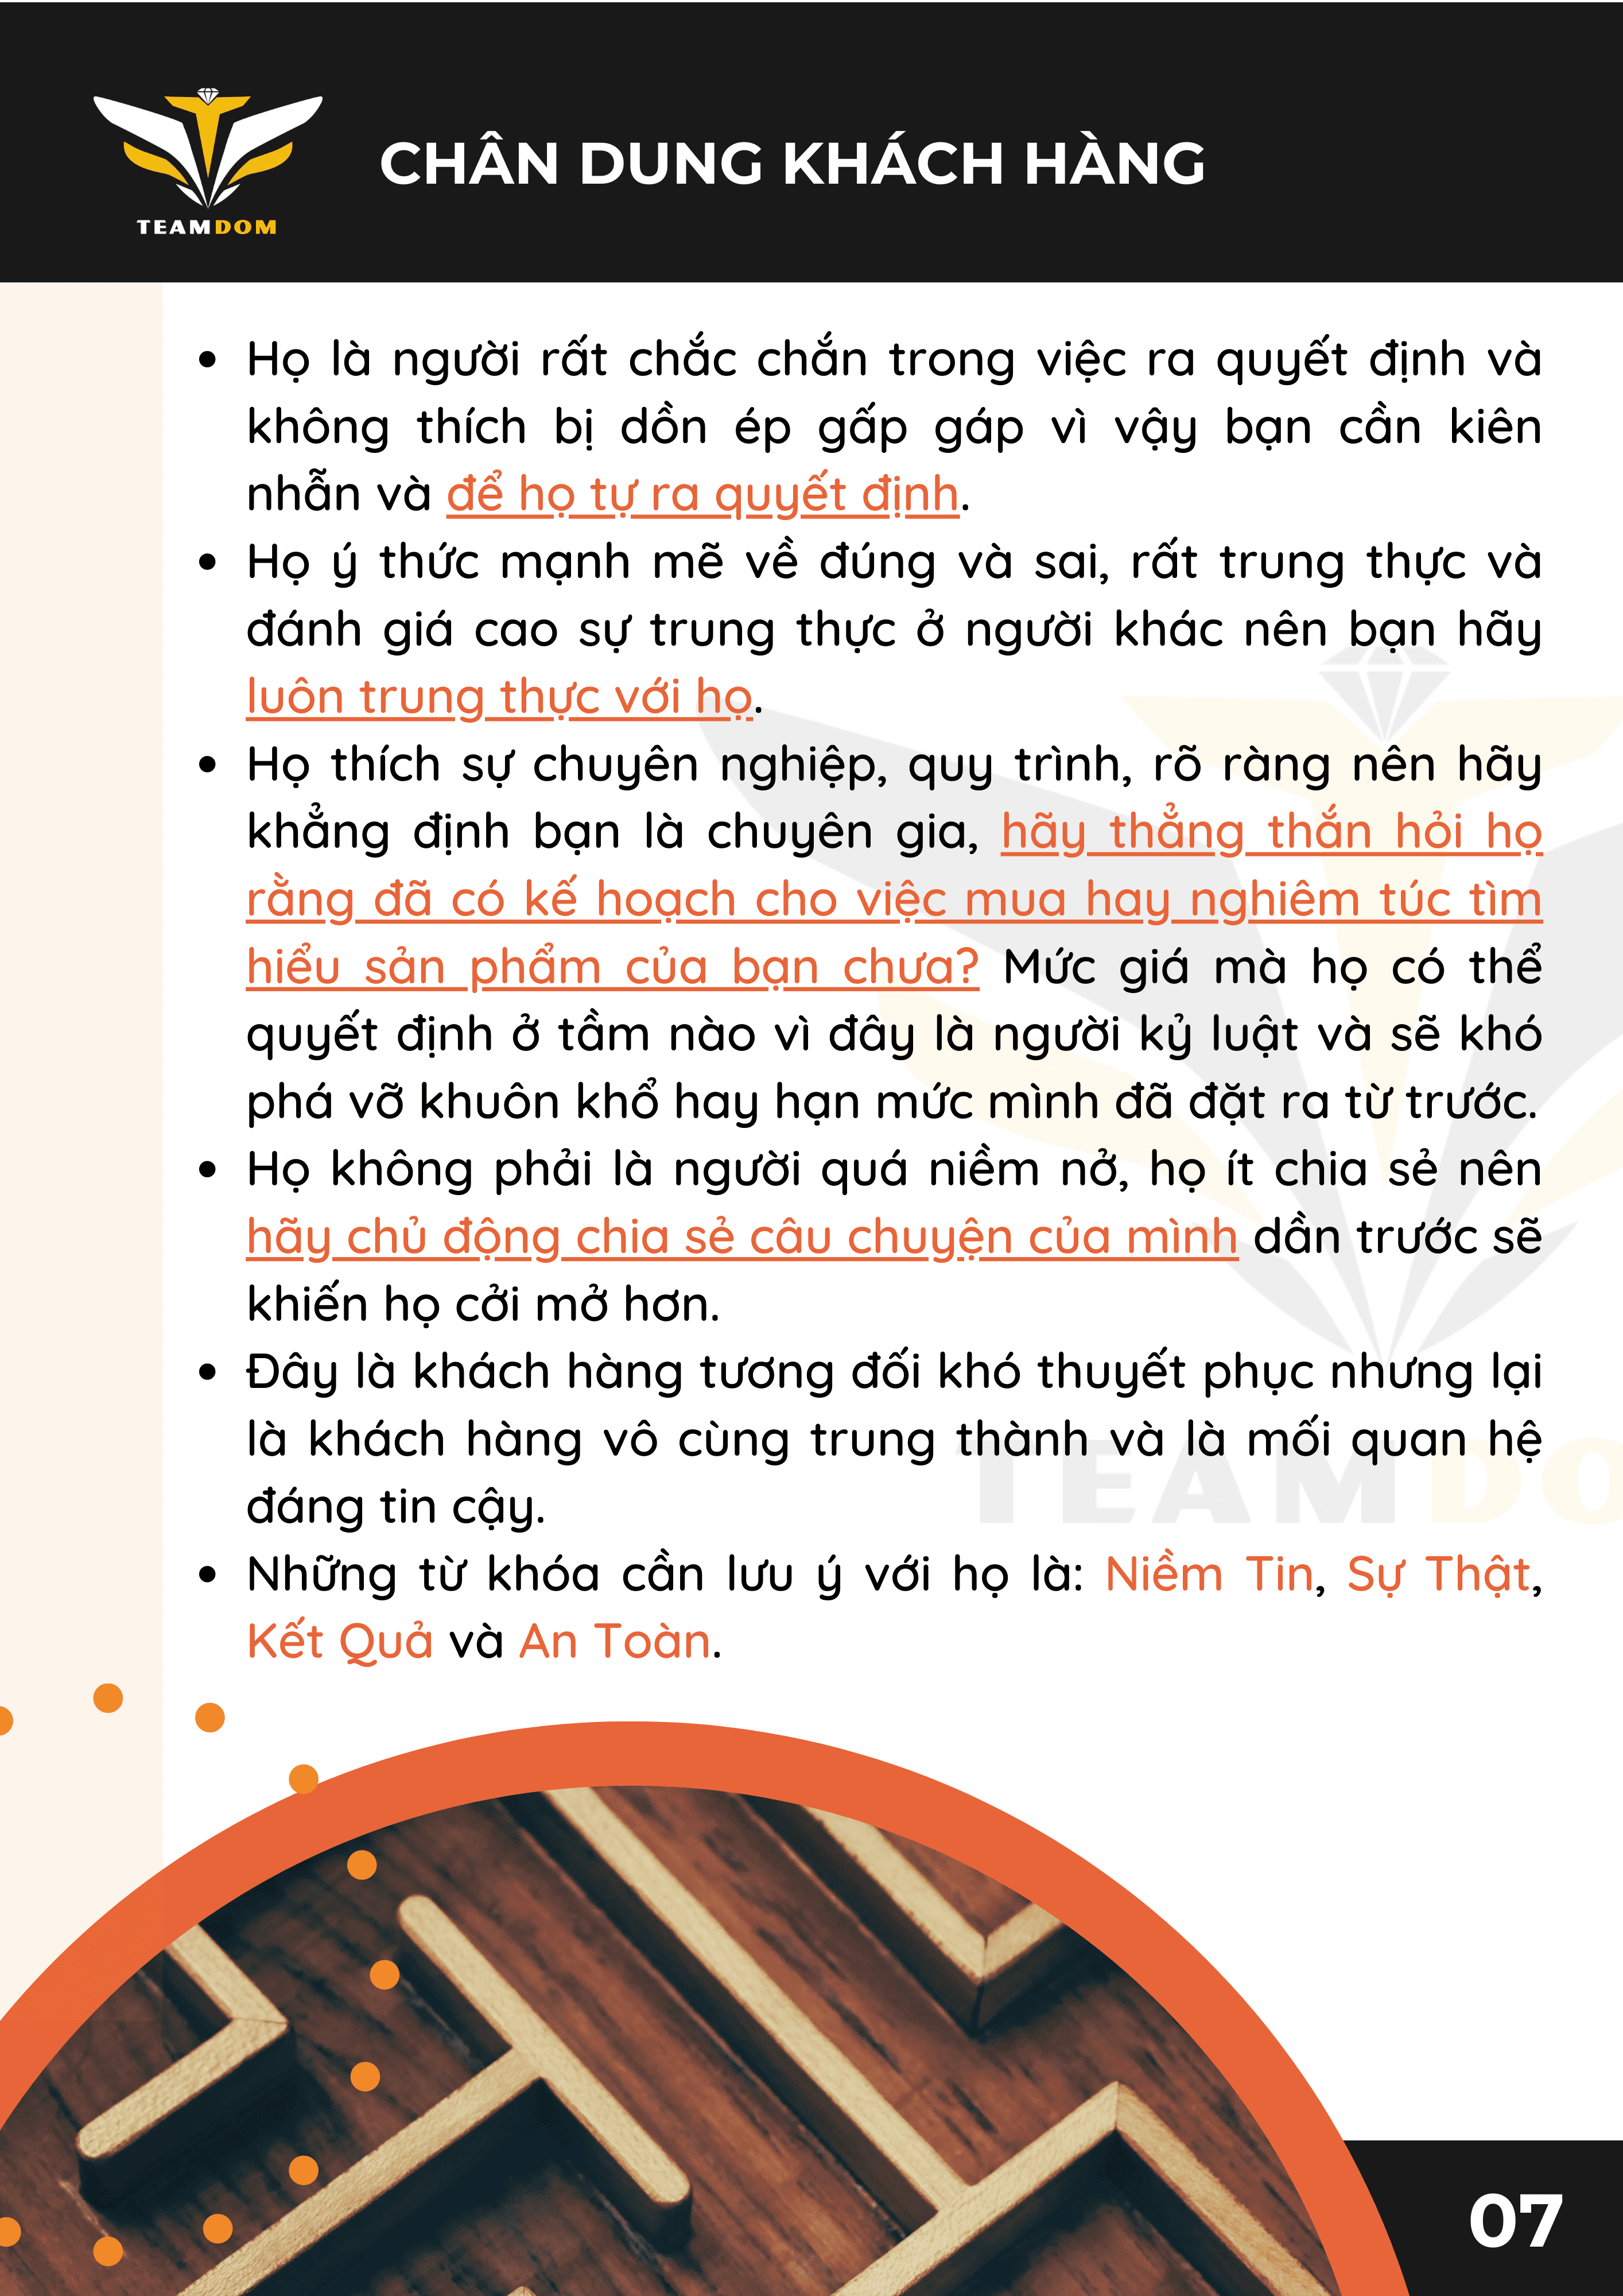 TEAMDOM
CHÂN DUNG KHÁCH HÀNG
• Họ là người rất chắc chắn trong việc ra quyết định và
không thích bị dồn ép gấp gáp vì vậy bạn cần kiên
nhẫn và để họ tự ra quyết định.
• Họ ý thức mạnh mẽ về đúng và sai, rất trung thực và
đánh giá cao sự trung thực ở người khác nên bạn hãy
luôn trung thực với họ.
• Họ thích sự chuyên nghiệp, quy trình, rõ ràng nên hãy
khẳng định bạn là chuyên gia, hãy thẳng thắn hỏi họ
rằng đã có kế hoạch cho việc mua hay nghiêm túc tìm
hiểu sản phẩm của bạn chưa? Mức giá mà họ có thể
quyết định ở tầm nào vì đây là người kỷ luật và sẽ khó
phá vỡ khuôn khổ hay hạn mức mình đã đặt ra từ trước.
• Họ không phải là người quá niềm nở, họ ít chia sẻ nên
hãy chủ động chia sẻ câu chuyện của mình dần trước sẽ
khiến họ cởi mở hơn.
• Đây là khách hàng tương đối khó thuyết phục nhưng lại
là khách hàng vô cùng trung thành và là mối quan hệ
đáng tin cậy.
TEAMDO
• Những từ khóa cần lưu ý với họ là: Niềm Tin, Sự Thật,
Kết Quả và An Toàn.
07